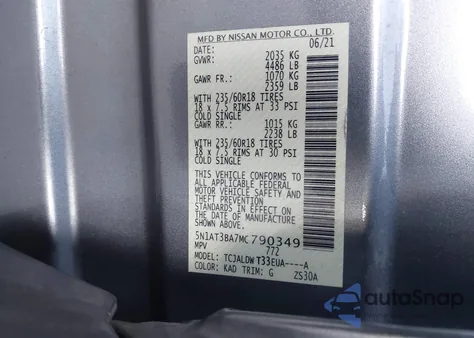 MFD BY NISSAN MOTOR CO., LTD.
DATE: 06/21
GVWR: 2035 KG
4486 LB
GAWR FR.: 1070 KG
2359 LB
WITH 235/60R18 TIRES
18 x 7.5 RIMS AT 33 PSI
COLD SINGLE
GAWR RR.: 1015 KG
2238 LB
WITH 235/60R18 TIRES
18 x 7.5 RIMS AT 30 PSI
COLD SINGLE
THIS VEHICLE CONFORMS TO
ALL APPLICABLE FEDERAL
MOTOR VEHICLE SAFETY AND
THEFT PREVENTION
STANDARDS IN EFFECT ON
THE DATE OF MANUFACTURE
SHOWN ABOVE.
5N1AT3BA7MC790349
MPV 772
MODEL: TCJALDWT33EUA----A
COLOR: KAD TRIM: G ZS3DA
autoSnap